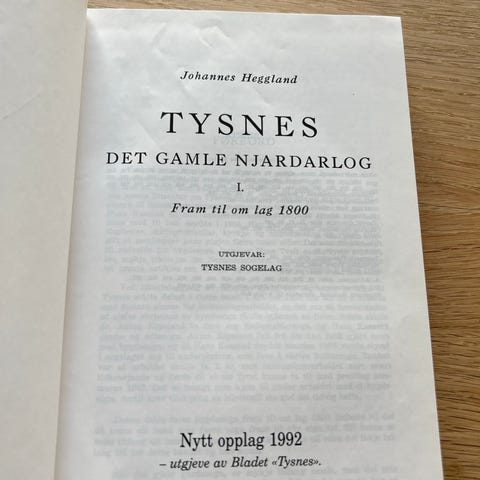 Johannes Heggland
TYSNES
DET GAMLE NJARDARLOG
I.
Fram til om lag 1800
UTGJEVAR:
TYSNES SOGELAG
Nytt opplag 1992
– utgjeve av Bladet «Tysnes».